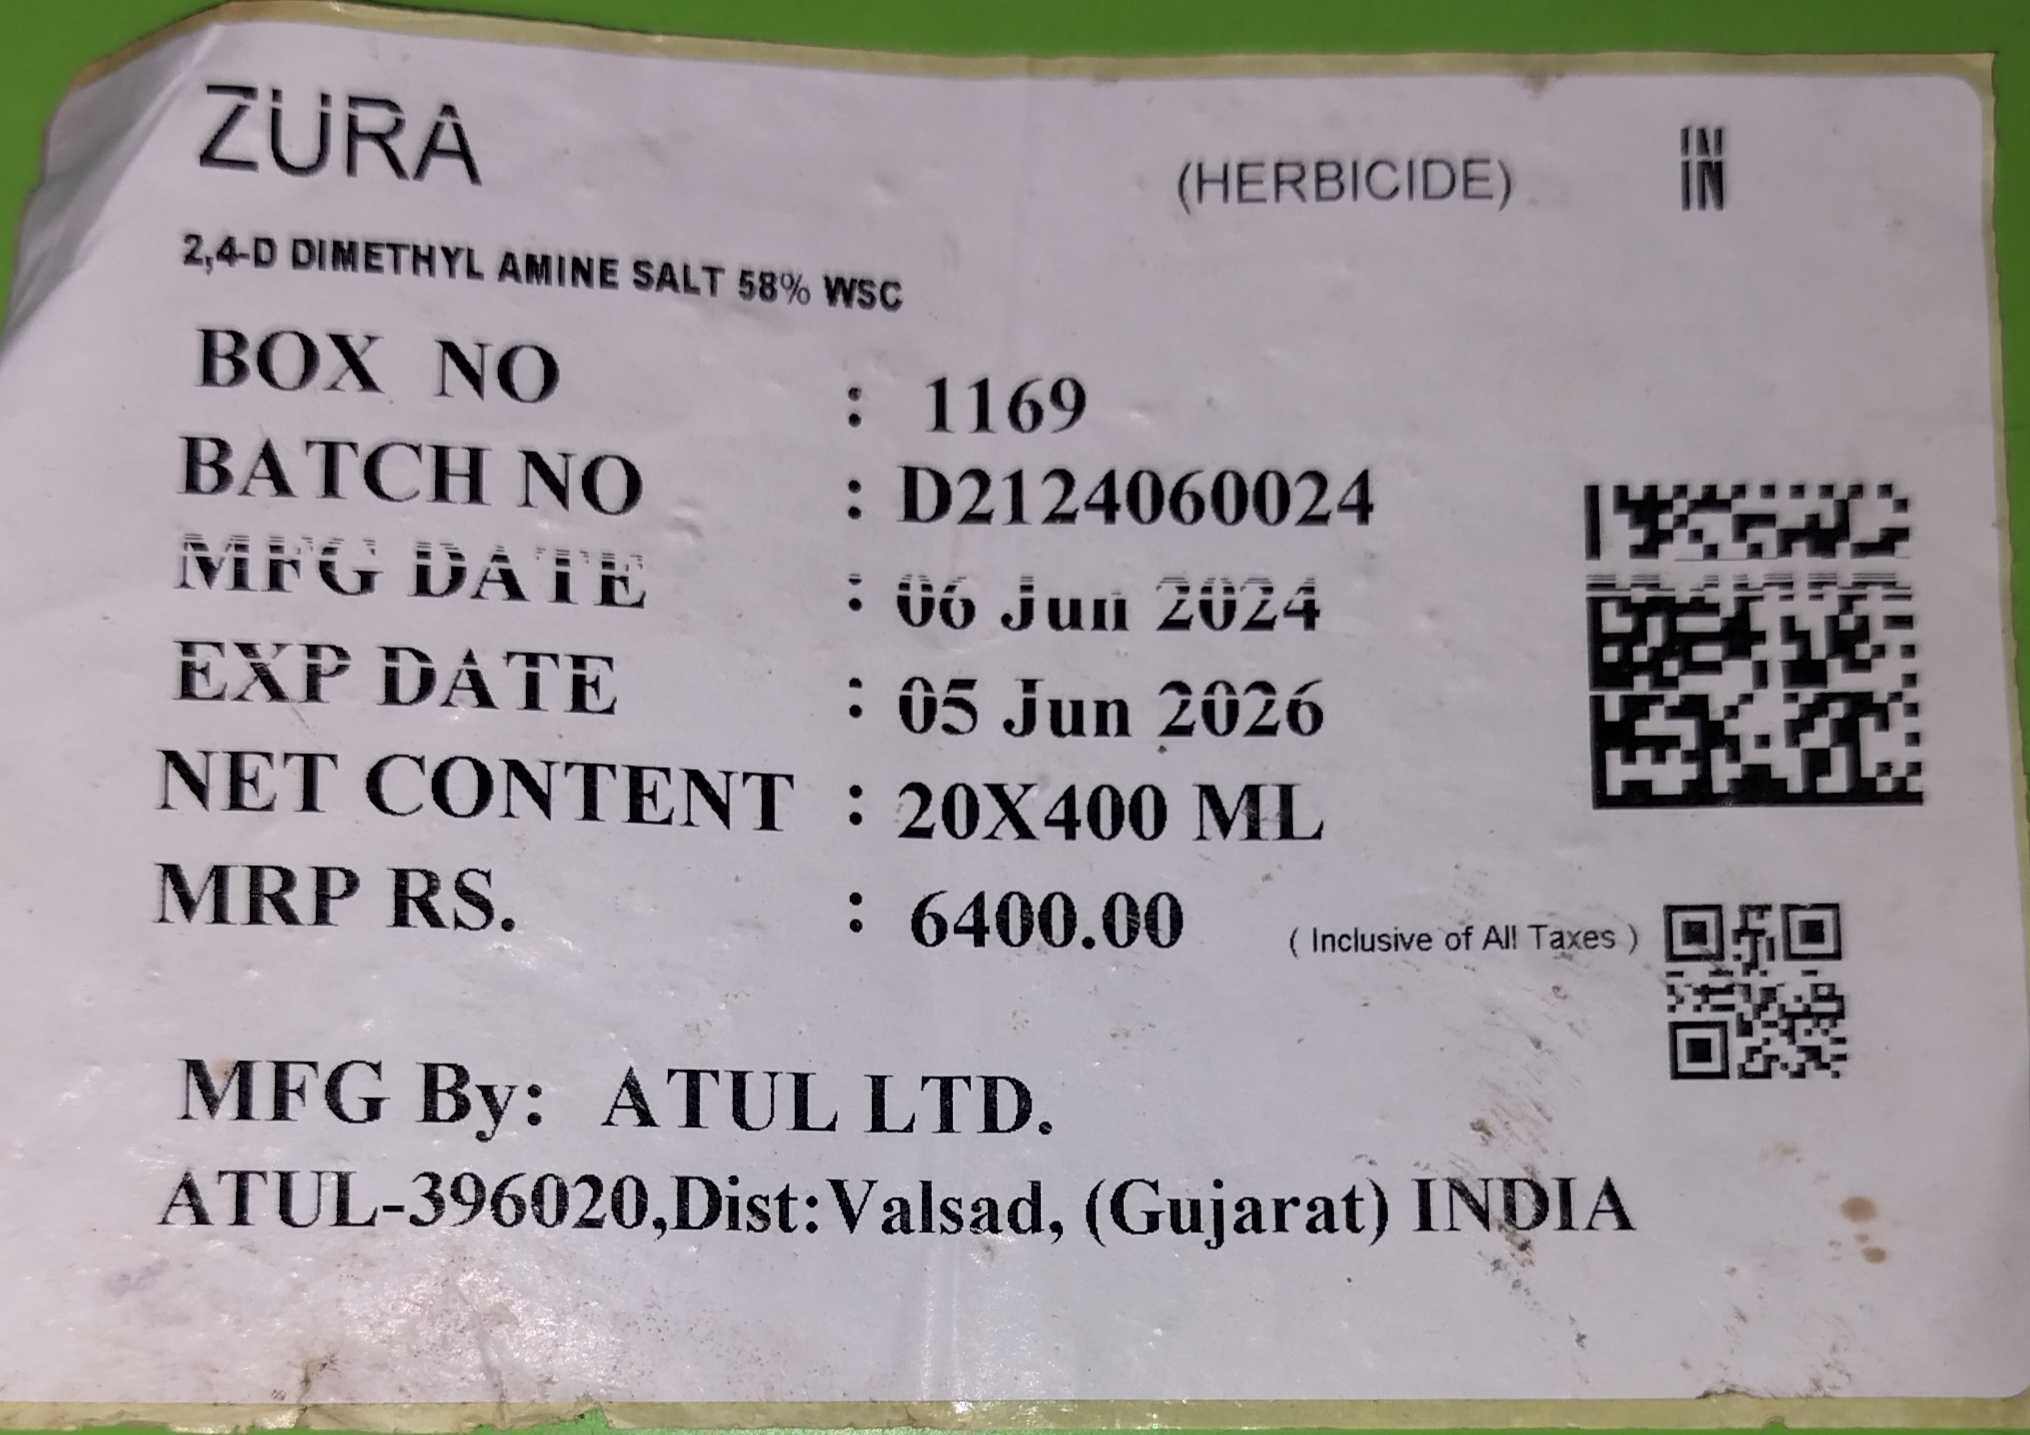 ZURA
(HERBICIDE)
IN
2,4-D DIMETHYL AMINE SALT 58% WSC
BOX NO : 1169
BATCH NO : D2124060024
MFG DATE : 06 Jun 2024
EXP DATE : 05 Jun 2026
NET CONTENT : 20X400 ML
MRP RS. : 6400.00 ( Inclusive of All Taxes )
MFG By: ATUL LTD.
ATUL-396020,Dist:Valsad, (Gujarat) INDIA